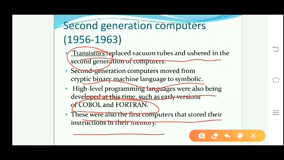 Second generation computers
(1956-1963)
Transistors replaced vacuum tubes and ushered in the
second generation of computers.
Second-generation computers moved from
cryptic binary machine language to symbolic.
High-level programming languages were also being
developed at this time, such as early versions
of COBOL and FORTRAN.
These were also the first computers that stored their
instructions in their memory.